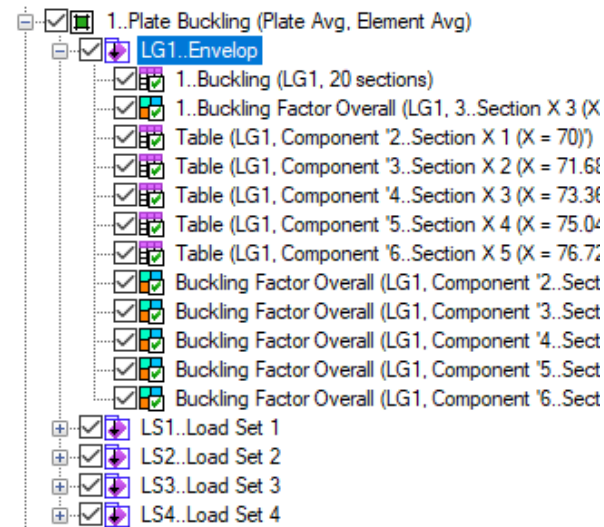 1..Plate Buckling (Plate Avg, Element Avg)
LG1..Envelop
1..Buckling (LG1, 20 sections)
1..Buckling Factor Overall (LG1, 3..Section X 3 (X
Table (LG1, Component '2..Section X 1 (X = 70)')
Table (LG1, Component '3..Section X 2 (X = 71.68
Table (LG1, Component '4..Section X 3 (X = 73.36
Table (LG1, Component '5..Section X 4 (X = 75.04
Table (LG1, Component '6..Section X 5 (X = 76.72
Buckling Factor Overall (LG1, Component '2..Sect
Buckling Factor Overall (LG1, Component '3..Sect
Buckling Factor Overall (LG1, Component '4..Sect
Buckling Factor Overall (LG1, Component '5..Sect
Buckling Factor Overall (LG1, Component '6..Sect
LS1..Load Set 1
LS2..Load Set 2
LS3..Load Set 3
LS4..Load Set 4